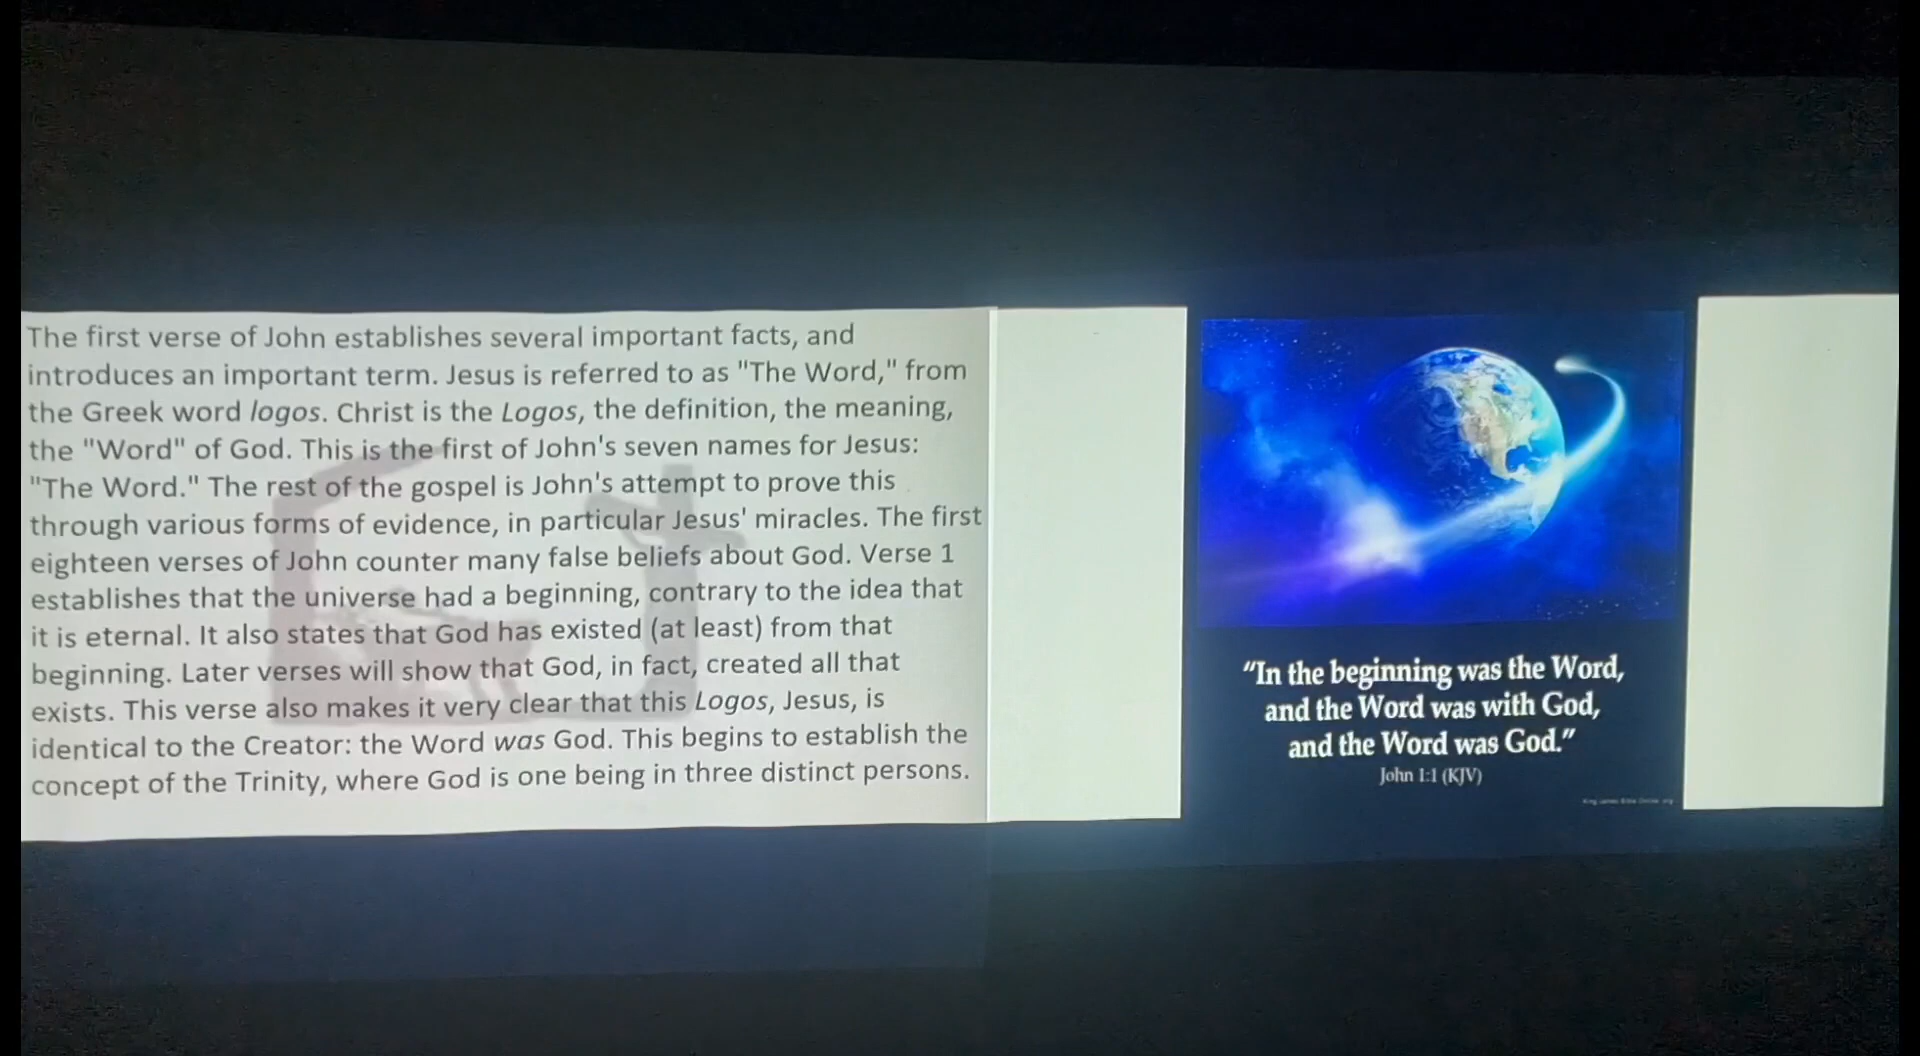 The first verse of John establishes several important facts, and
introduces an important term. Jesus is referred to as "The Word," from
the Greek word logos. Christ is the Logos, the definition, the meaning,
the "Word" of God. This is the first of John's seven names for Jesus:
"The Word." The rest of the gospel is John's attempt to prove this
through various forms of evidence, in particular Jesus' miracles. The first
eighteen verses of John counter many false beliefs about God. Verse 1
establishes that the universe had a beginning, contrary to the idea that
it is eternal. It also states that God has existed (at least) from that
beginning. Later verses will show that God, in fact, created all that
exists. This verse also makes it very clear that this Logos, Jesus, is
identical to the Creator: the Word was God. This begins to establish the
concept of the Trinity, where God is one being in three distinct persons.
“In the beginning was the Word,
and the Word was with God,
and the Word was God.”
John 1:1 (KJV)